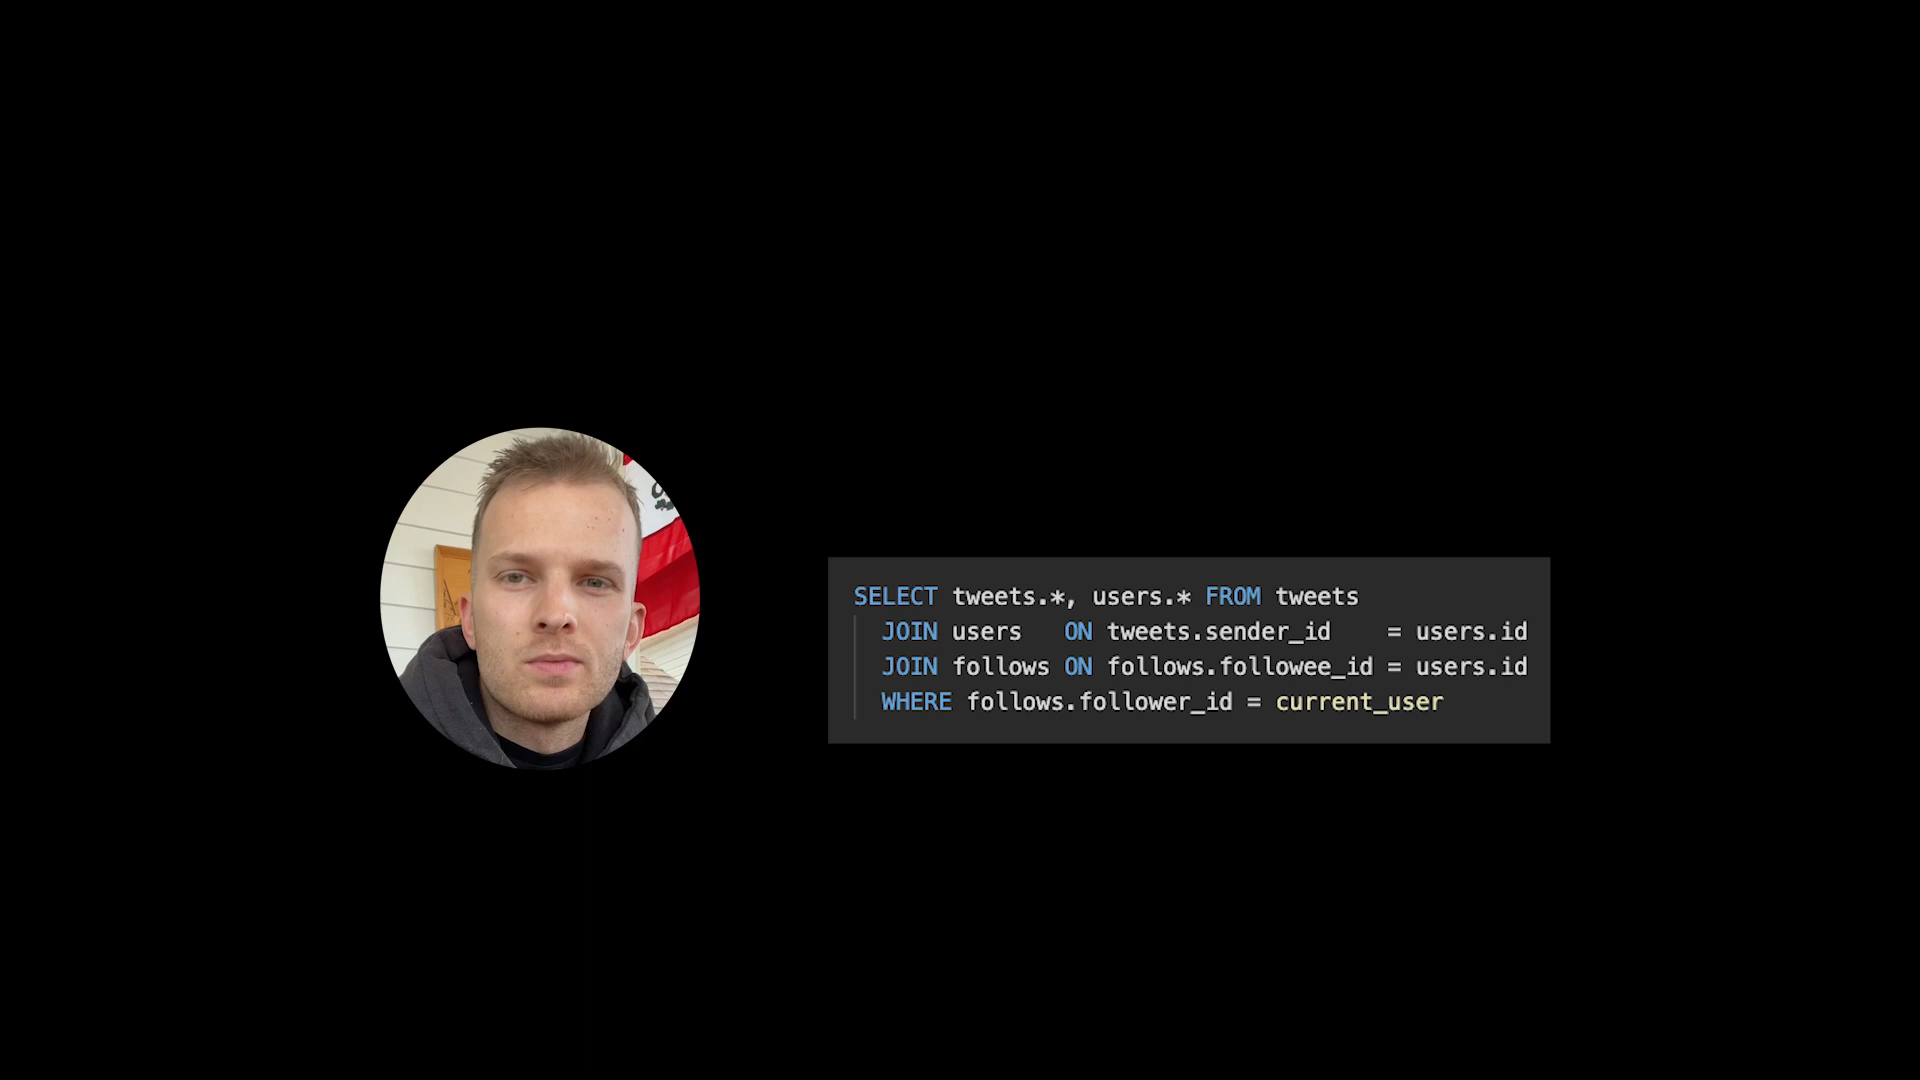 SELECT tweets.*, users.* FROM tweets
JOIN users ON tweets.sender_id = users.id
JOIN follows ON follows.followee_id = users.id
WHERE follows.follower_id = current_user